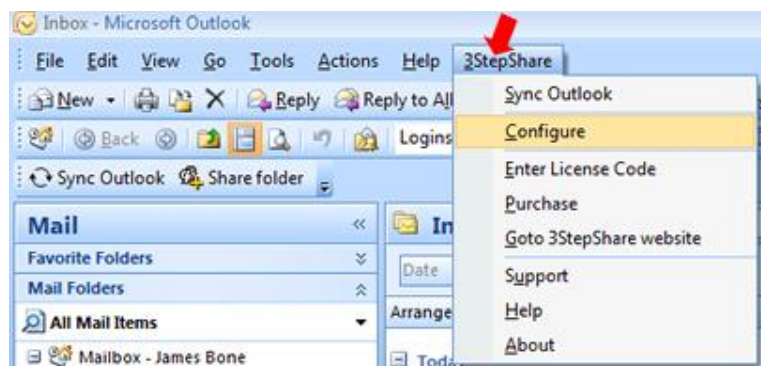 Inbox - Microsoft Outlook
File Edit View Go Tools Actions Help 3StepShare
New Reply Reply to All
Back Logins
Sync Outlook Share folder
Sync Outlook
Configure
Enter License Code
Purchase
Goto 3StepShare website
Support
Help
About
Mail
Favorite Folders
Mail Folders
All Mail Items
Mailbox - James Bone
In
Date
Arrange
Today